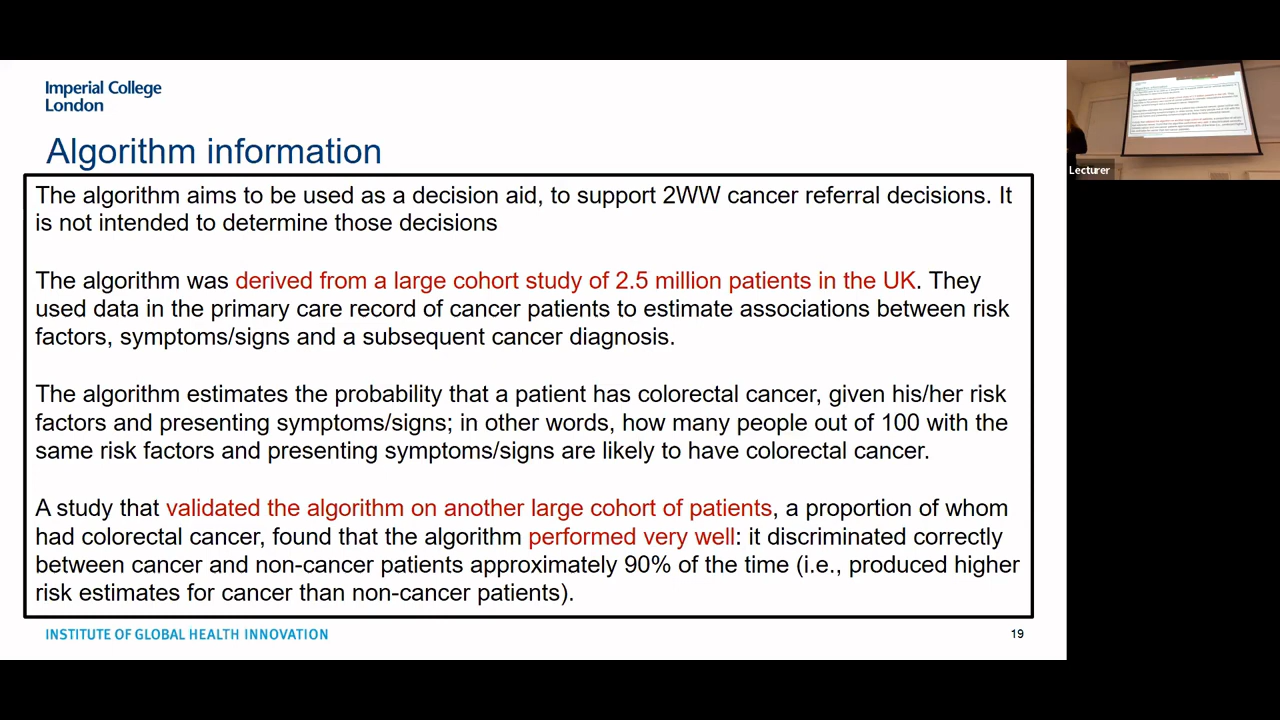 Imperial College
London
Algorithm information
The algorithm aims to be used as a decision aid, to support 2WW cancer referral decisions. It
is not intended to determine those decisions
The algorithm was derived from a large cohort study of 2.5 million patients in the UK. They
used data in the primary care record of cancer patients to estimate associations between risk
factors, symptoms/signs and a subsequent cancer diagnosis.
The algorithm estimates the probability that a patient has colorectal cancer, given his/her risk
factors and presenting symptoms/signs; in other words, how many people out of 100 with the
same risk factors and presenting symptoms/signs are likely to have colorectal cancer.
A study that validated the algorithm on another large cohort of patients, a proportion of whom
had colorectal cancer, found that the algorithm performed very well: it discriminated correctly
between cancer and non-cancer patients approximately 90% of the time (i.e., produced higher
risk estimates for cancer than non-cancer patients).
INSTITUTE OF GLOBAL HEALTH INNOVATION
19
Lecturer